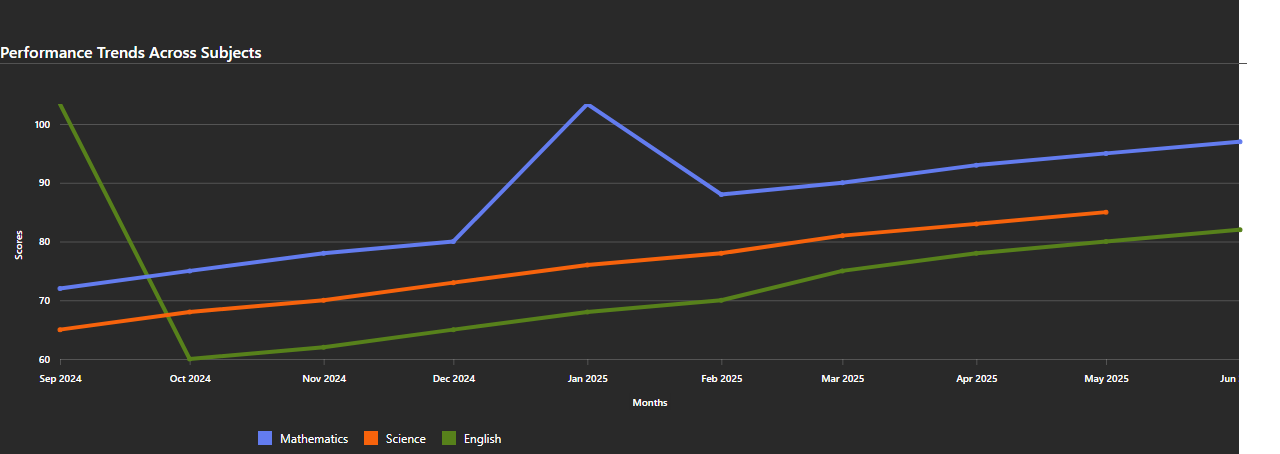 Performance Trends Across Subjects
100
90
80
70
60
Scores
Sep 2024 Oct 2024 Nov 2024 Dec 2024 Jan 2025 Feb 2025 Mar 2025 Apr 2025 May 2025 Jun
Months
Mathematics Science English